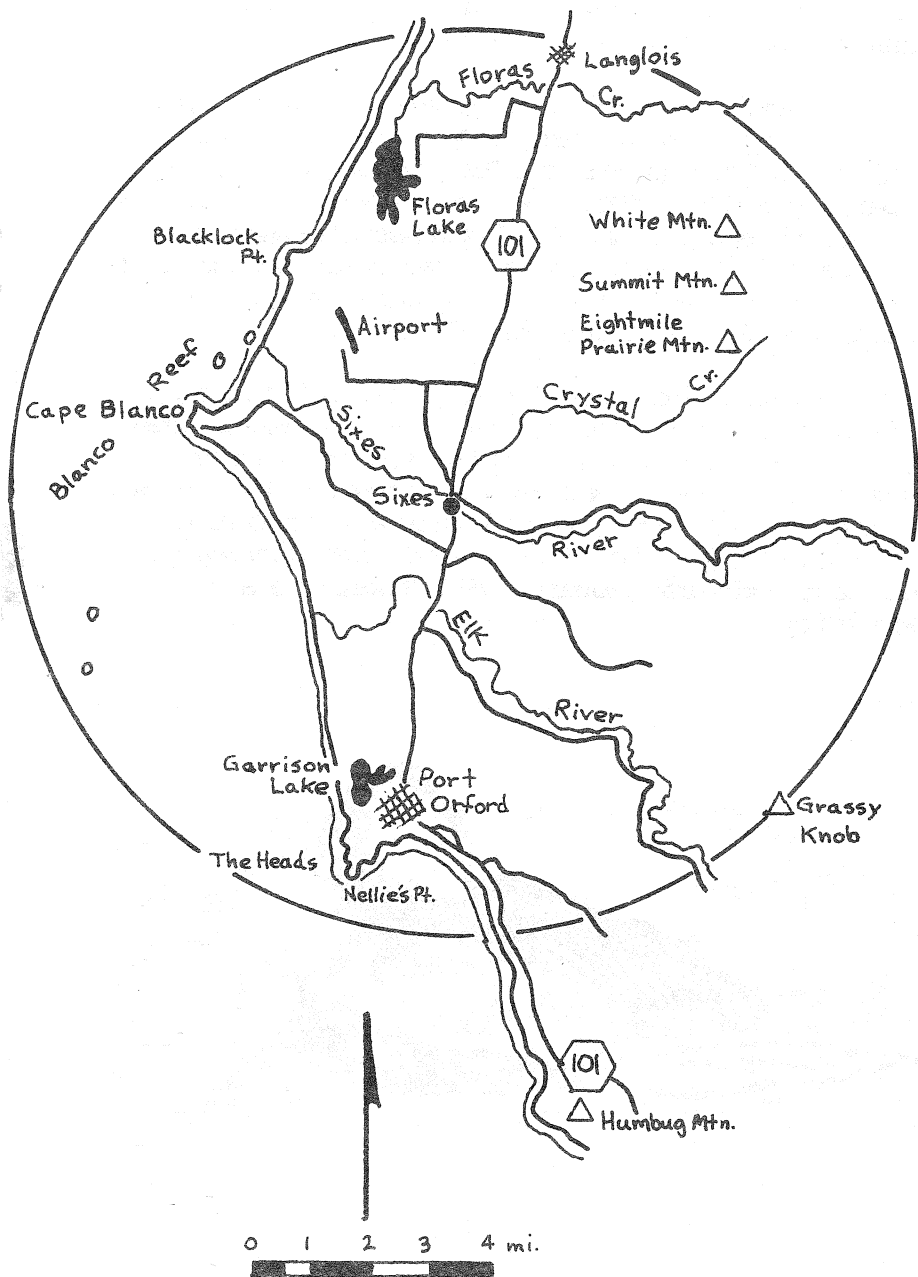 Langlois
Floras
Cr.
Floras
Lake
White Mtn.
Blacklock
Pt.
101
Summit Mtn.
Airport
Eightmile
Prairie Mtn.
Reef
Cr.
Crystal
Cape Blanco
Sixes
Blanco
Sixes
River
Elk
River
Garrison
Lake
Port
Orford
Grassy
Knob
The Heads
Nellie's Pt.
101
Humbug Mtn.
0 1 2 3 4 mi.